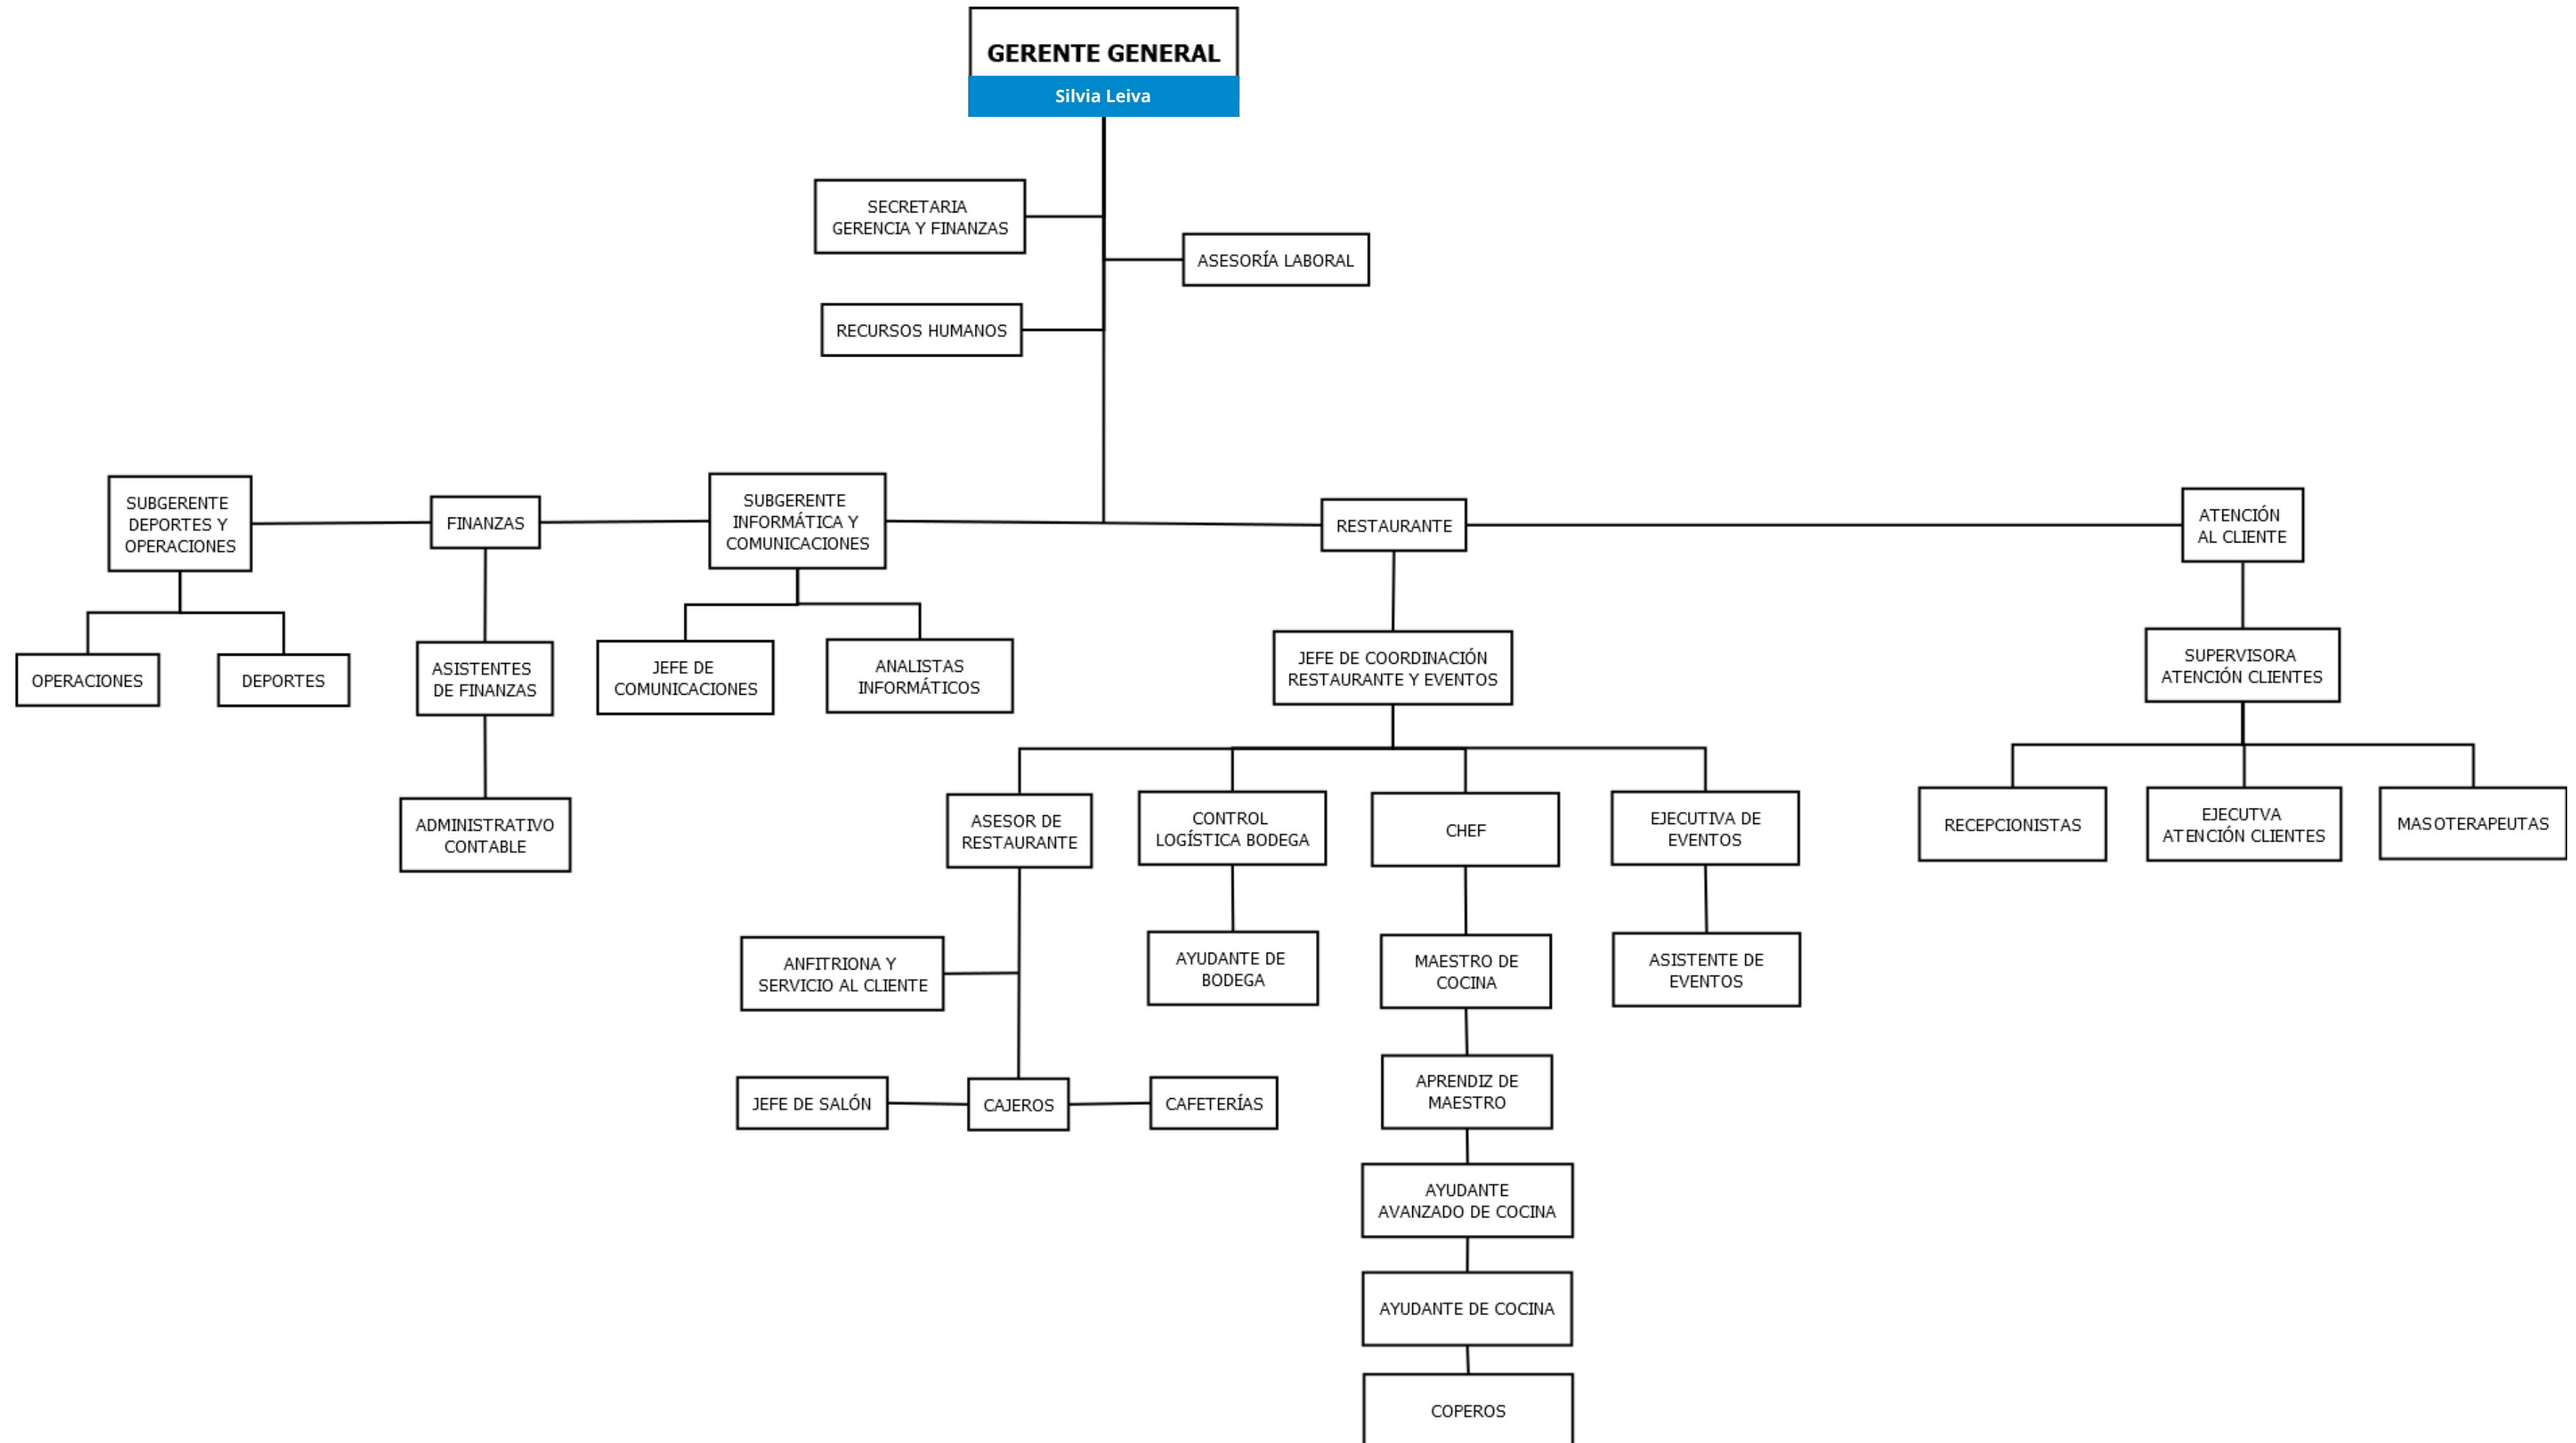 GERENTE GENERAL
Silvia Leiva
SECRETARIA
GERENCIA Y FINANZAS
ASESORÍA LABORAL
RECURSOS HUMANOS
SUBGERENTE
DEPORTES Y
OPERACIONES
FINANZAS
SUBGERENTE
INFORMÁTICA Y
COMUNICACIONES
RESTAURANTE
ATENCIÓN
AL CLIENTE
OPERACIONES
DEPORTES
ASISTENTES
DE FINANZAS
JEFE DE
COMUNICACIONES
ANALISTAS
INFORMÁTICOS
JEFE DE COORDINACIÓN
RESTAURANTE Y EVENTOS
SUPERVISORA
ATENCIÓN CLIENTES
ADMINISTRATIVO
CONTABLE
ASESOR DE
RESTAURANTE
CONTROL
LOGÍSTICA BODEGA
CHEF
EJECUTIVA DE
EVENTOS
RECEPCIONISTAS
EJECUTVA
ATENCIÓN CLIENTES
MASOTERAPEUTAS
ANFITRIONA Y
SERVICIO AL CLIENTE
AYUDANTE DE
BODEGA
MAESTRO DE
COCINA
ASISTENTE DE
EVENTOS
JEFE DE SALÓN
CAJEROS
CAFETERÍAS
APRENDIZ DE
MAESTRO
AYUDANTE
AVANZADO DE COCINA
AYUDANTE DE COCINA
COPEROS